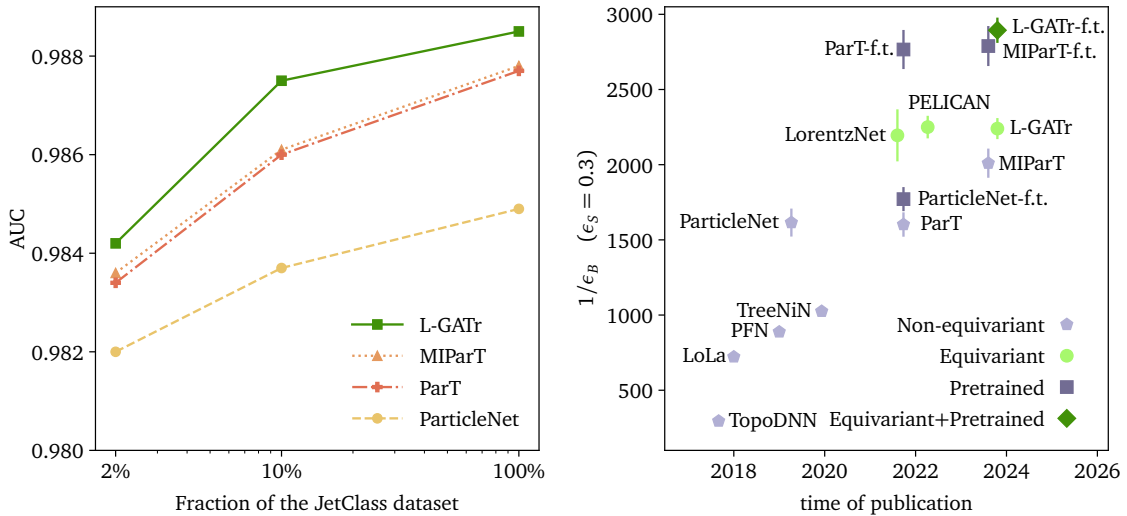 0.988
0.986
0.984
0.982
0.980
AUC
2%
10%
100%
Fraction of the JetClass dataset
L-GATr
MIParT
ParT
ParticleNet
3000
2500
2000
1500
1000
500
1/ϵ_B (ϵ_S = 0.3)
2018
2020
2022
2024
2026
time of publication
L-GATr-f.t.
ParT-f.t.
MIParT-f.t.
PELICAN
LorentzNet
L-GATr
MIParT
ParticleNet-f.t.
ParticleNet
ParT
TreeNiN
PFN
LoLa
TopoDNN
Non-equivariant
Equivariant
Pretrained
Equivariant+Pretrained